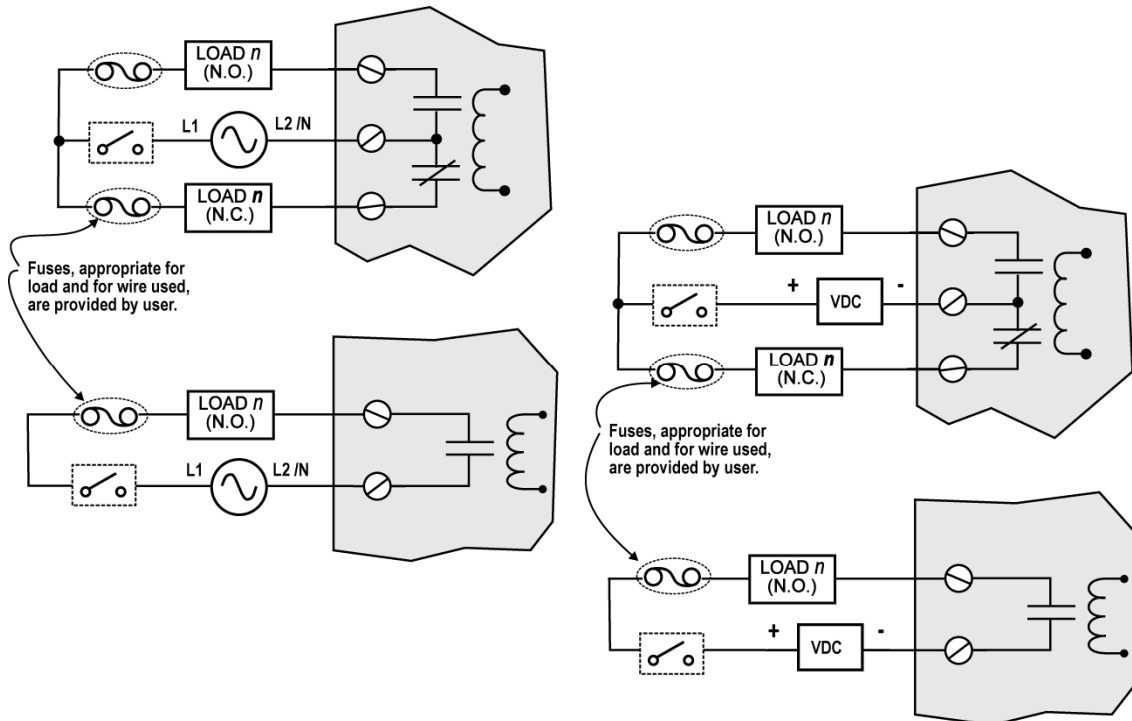 LOAD n
(N.O.)
L1
L2 /N
LOAD n
(N.C.)
Fuses, appropriate for
load and for wire used,
are provided by user.
LOAD n
(N.O.)
L1
L2 /N
LOAD n
(N.O.)
+
VDC
-
LOAD n
(N.C.)
Fuses, appropriate for
load and for wire used,
are provided by user.
LOAD n
(N.O.)
+
VDC
-